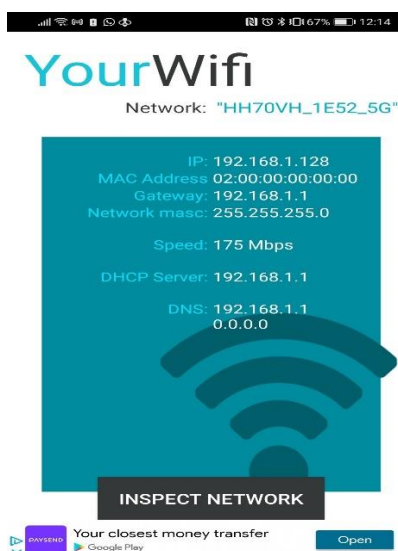 67% 12:14
YourWifi
Network: "HH70VH_1E52_5G"
IP: 192.168.1.128
MAC Address 02:00:00:00:00:00
Gateway: 192.168.1.1
Network masc: 255.255.255.0
Speed: 175 Mbps
DHCP Server: 192.168.1.1
DNS: 192.168.1.1
0.0.0.0
INSPECT NETWORK
PAYSEND
Your closest money transfer
Google Play
Open